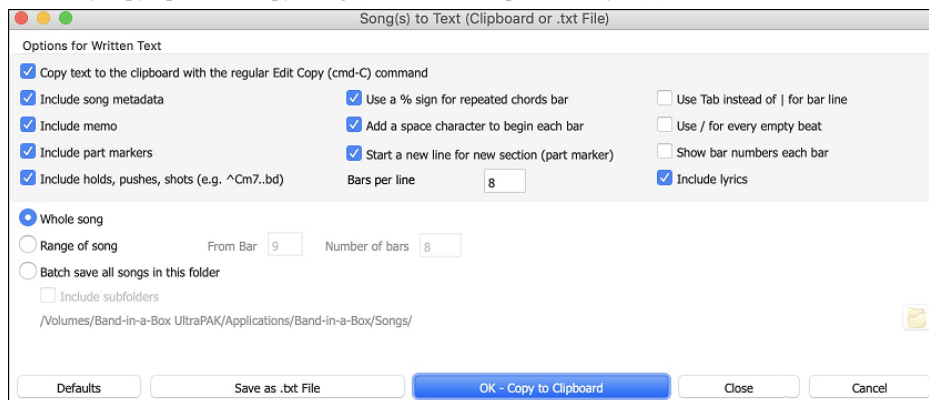 Song(s) to Text (Clipboard or .txt File)
Options for Written Text
Copy text to the clipboard with the regular Edit Copy (cmd-C) command
Include song metadata
Use a % sign for repeated chords bar
Use Tab instead of | for bar line
Include memo
Add a space character to begin each bar
Use / for every empty beat
Include part markers
Start a new line for new section (part marker)
Show bar numbers each bar
Include holds, pushes, shots (e.g. ^Cm7..bd)
Bars per line 8
Include lyrics
Whole song
Range of song From Bar 9 Number of bars 8
Batch save all songs in this folder
Include subfolders
/Volumes/Band-in-a-Box UltraPAK/Applications/Band-in-a-Box/Songs/
Defaults
Save as .txt File
OK - Copy to Clipboard
Close
Cancel